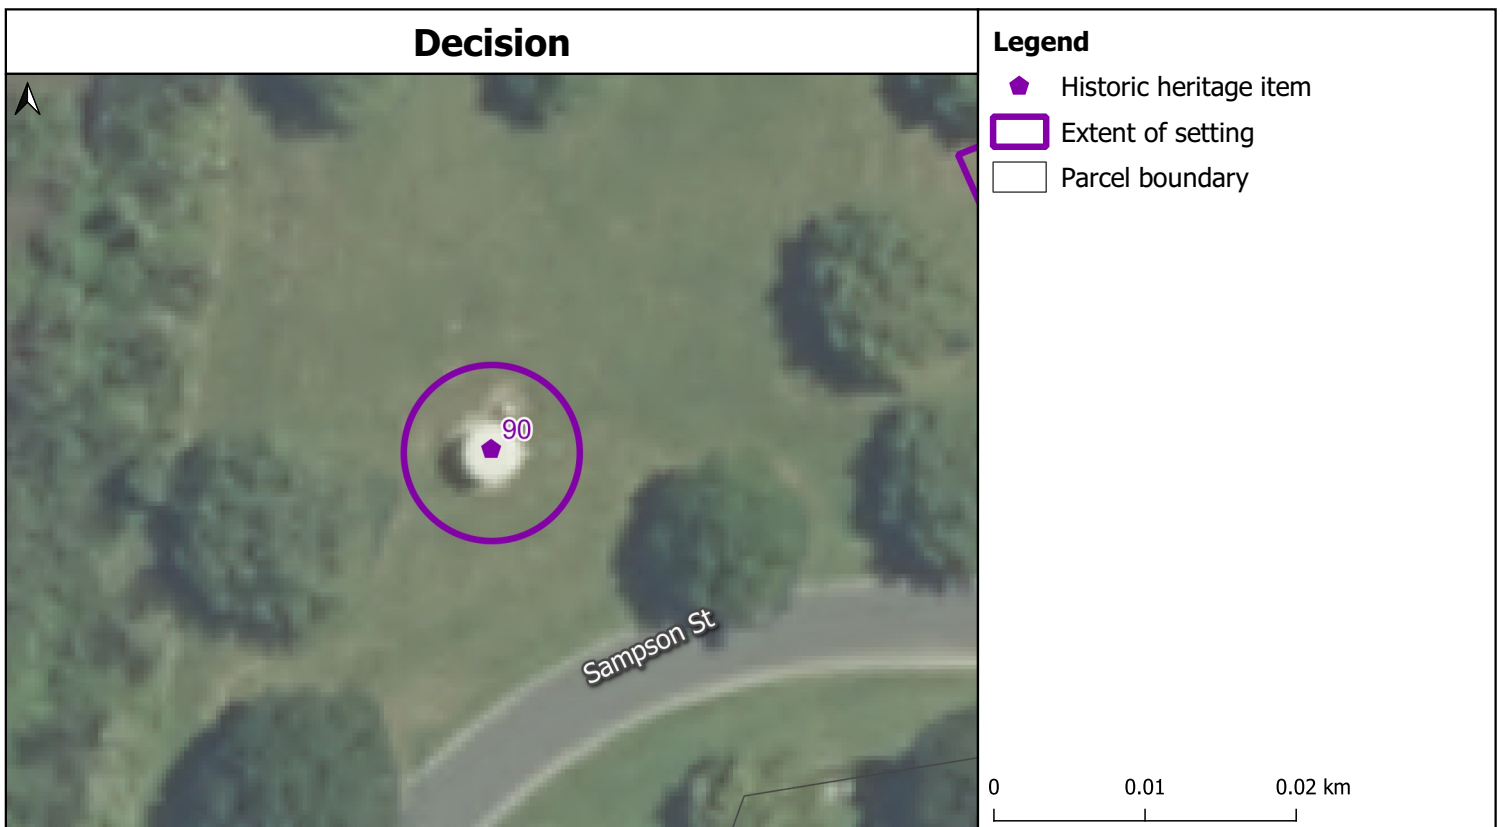 Decision
90
Sampson St
Legend
Historic heritage item
Extent of setting
Parcel boundary
0 0.01 0.02 km